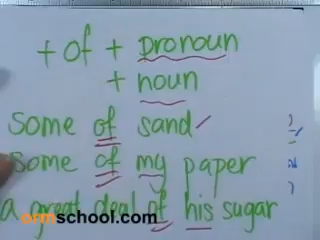 + of + pronoun
+ noun
Some of sand
Some of my paper
a great deal of his sugar
ormschool.com